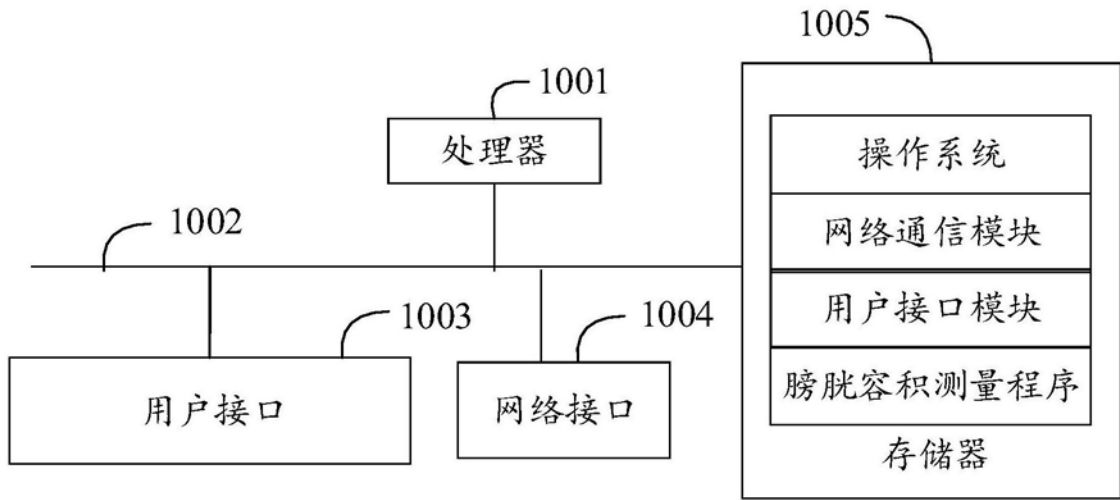 1005
1001
处理器
操作系统
1002
网络通信模块
1003
1004
用户接口模块
用户接口
网络接口
膀胱容积测量程序
存储器